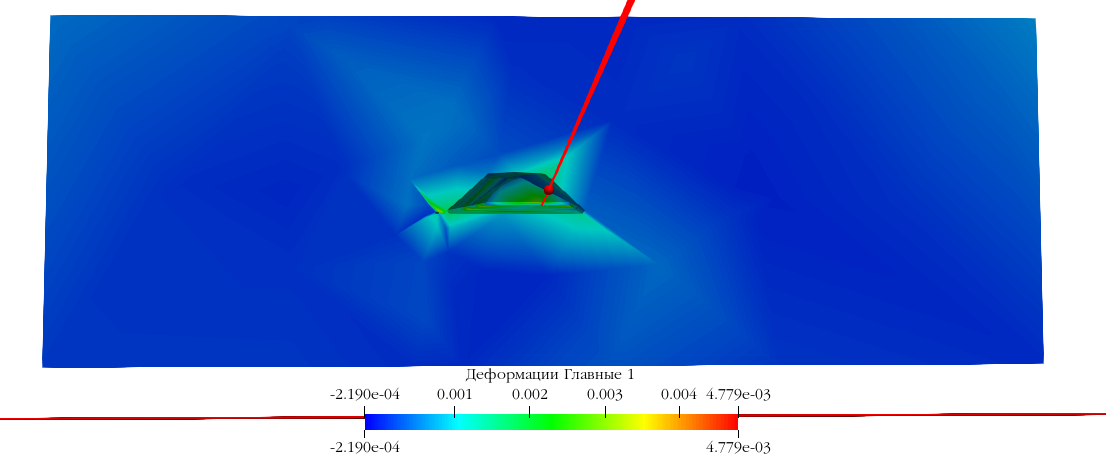 Деформации Главные 1
-2.190e-04 0.001 0.002 0.003 0.004 4.779e-03
-2.190e-04 4.779e-03